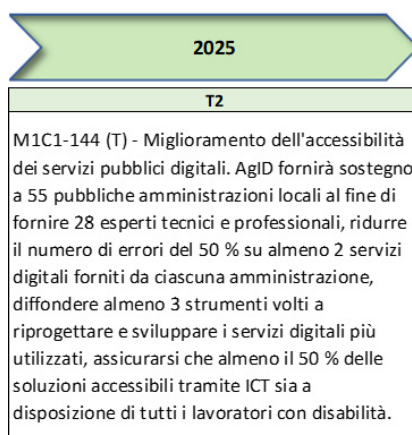 2025
T2
M1C1-144 (T) - Miglioramento dell'accessibilità
dei servizi pubblici digitali. AgID fornirà sostegno
a 55 pubbliche amministrazioni locali al fine di
fornire 28 esperti tecnici e professionali, ridurre
il numero di errori del 50 % su almeno 2 servizi
digitali forniti da ciascuna amministrazione,
diffondere almeno 3 strumenti volti a
riprogettare e sviluppare i servizi digitali più
utilizzati, assicurarsi che almeno il 50 % delle
soluzioni accessibili tramite ICT sia a
disposizione di tutti i lavoratori con disabilità.